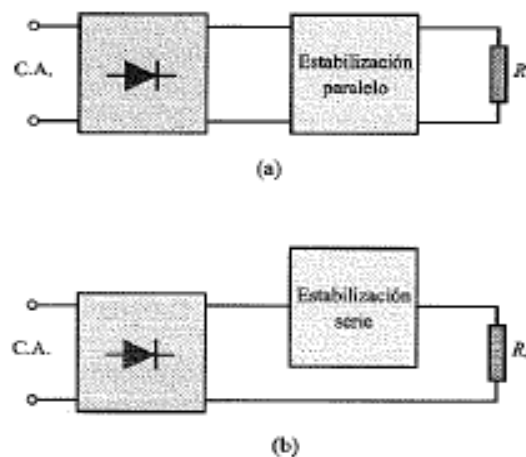 C.A.
Estabilización
paralelo
R
(a)
Estabilización
serie
C.A.
R
(b)